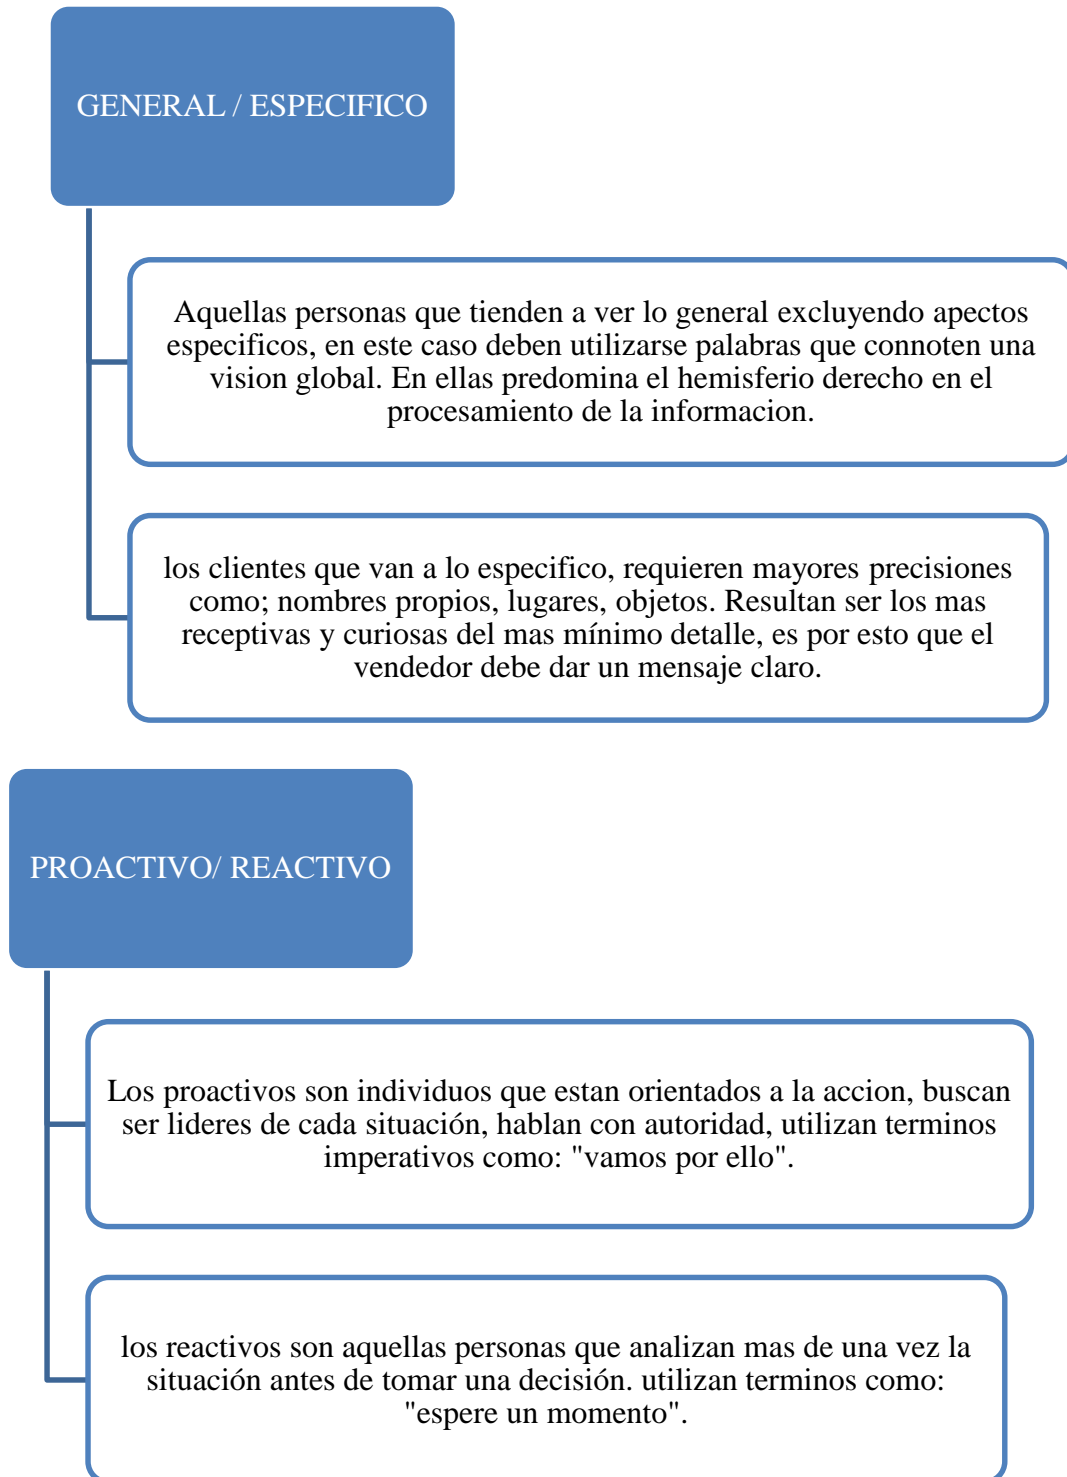 GENERAL / ESPECIFICO
Aquellas personas que tienden a ver lo general excluyendo apectos
especificos, en este caso deben utilizarse palabras que connoten una
vision global. En ellas predomina el hemisferio derecho en el
procesamiento de la informacion.
los clientes que van a lo especifico, requieren mayores precisiones
como; nombres propios, lugares, objetos. Resultan ser los mas
receptivas y curiosas del mas mínimo detalle, es por esto que el
vendedor debe dar un mensaje claro.
PROACTIVO/ REACTIVO
Los proactivos son individuos que estan orientados a la accion, buscan
ser lideres de cada situación, hablan con autoridad, utilizan terminos
imperativos como: "vamos por ello".
los reactivos son aquellas personas que analizan mas de una vez la
situación antes de tomar una decisión. utilizan terminos como:
"espere un momento".